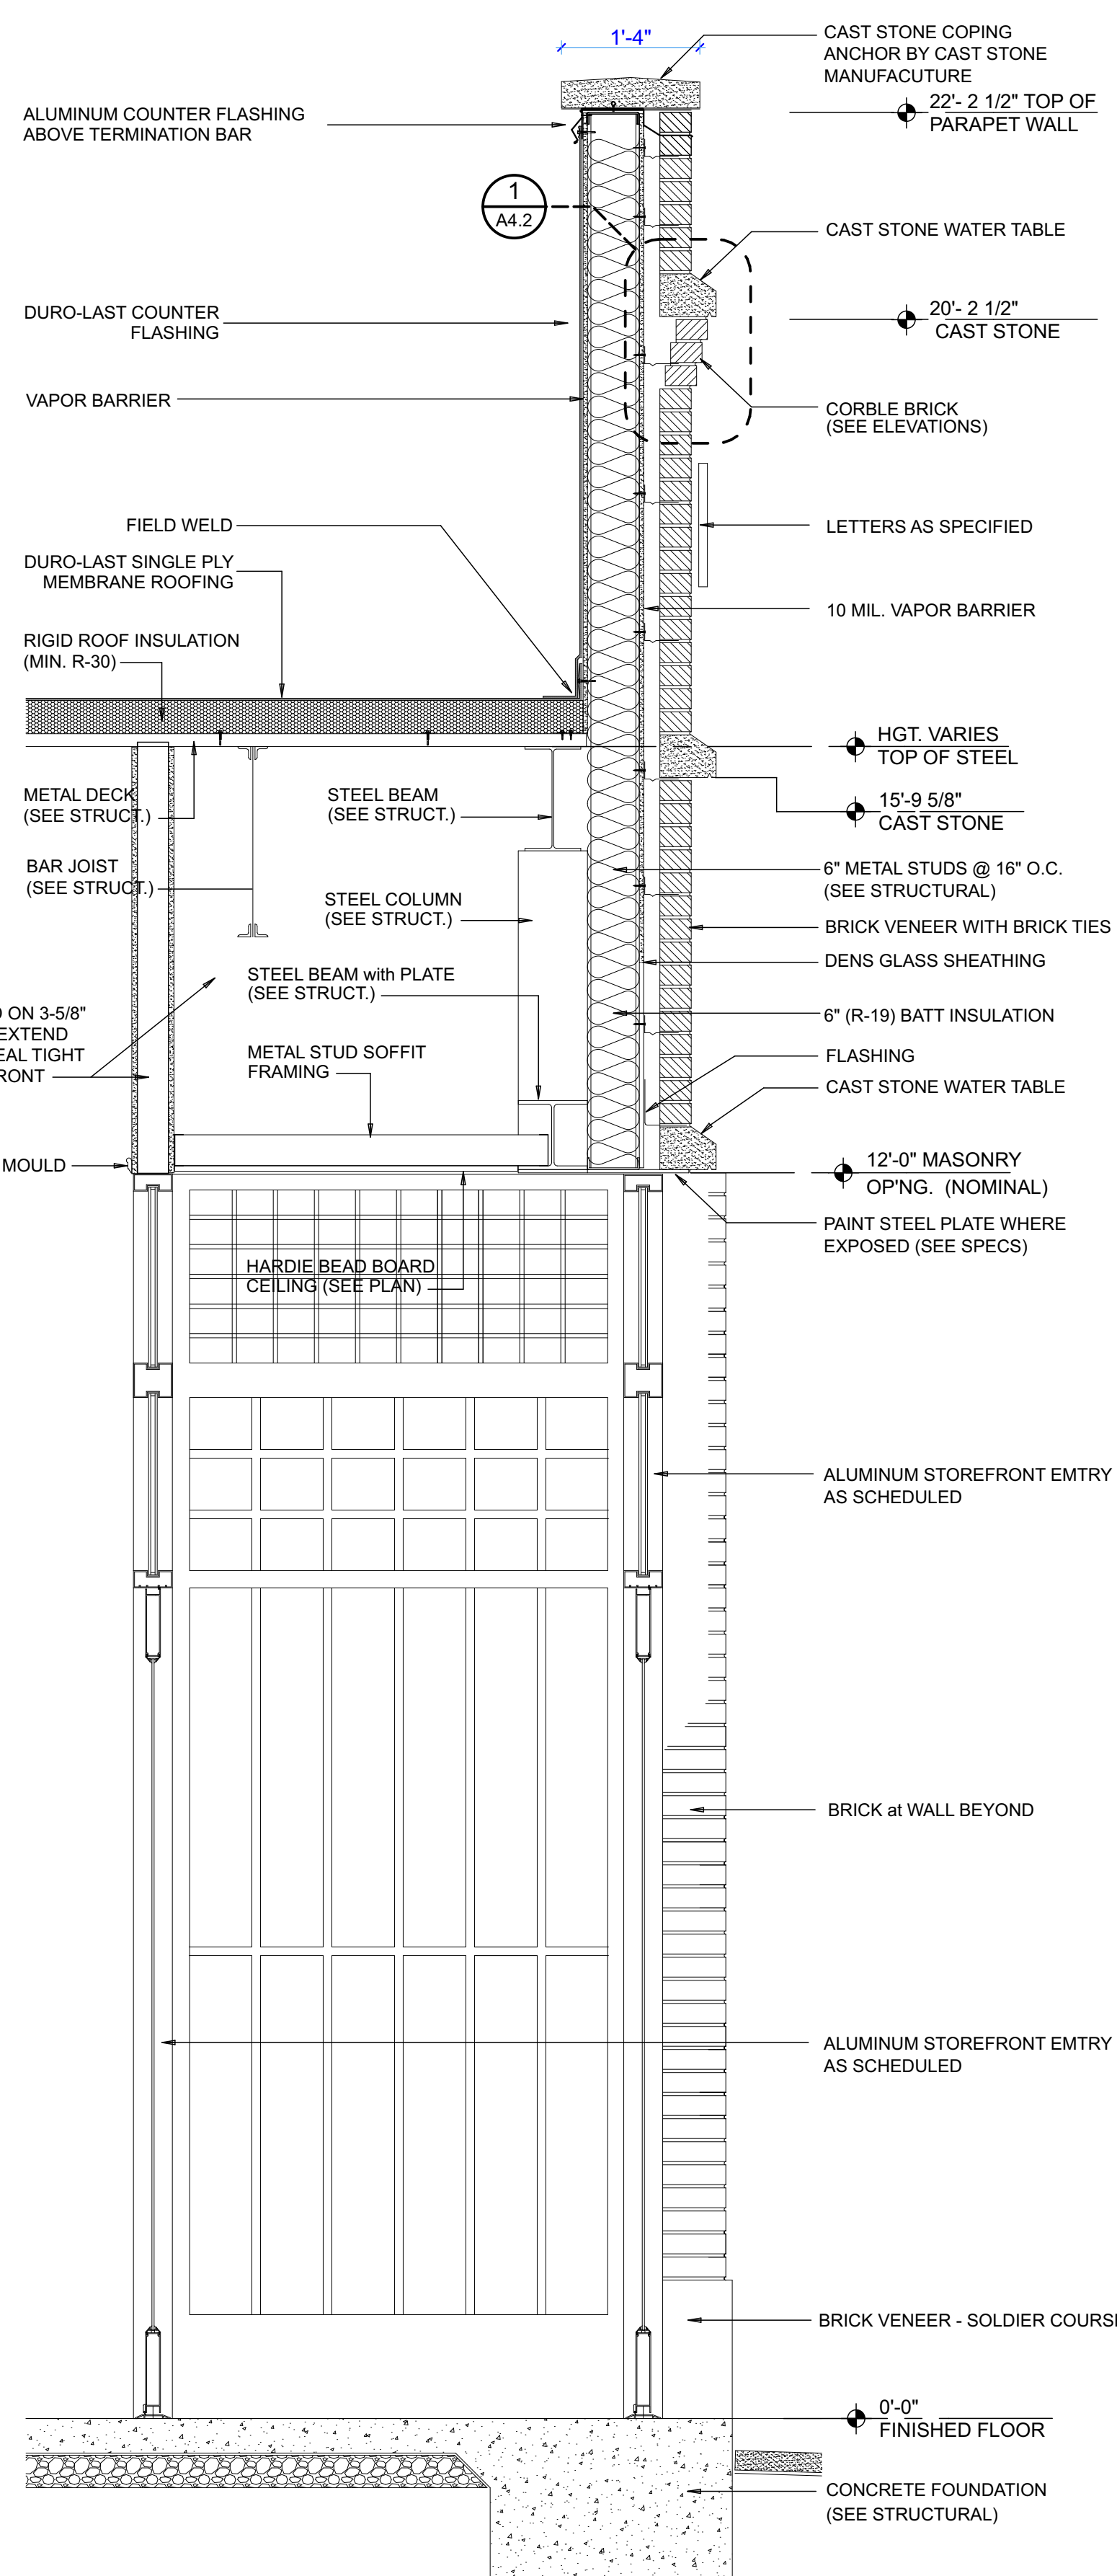 1'-4"
CAST STONE COPING
ANCHOR BY CAST STONE
MANUFACUTURE
22'- 2 1/2" TOP OF
PARAPET WALL
ALUMINUM COUNTER FLASHING
ABOVE TERMINATION BAR
1
A4.2
CAST STONE WATER TABLE
DURO-LAST COUNTER
FLASHING
20'- 2 1/2"
CAST STONE
VAPOR BARRIER
CORBLE BRICK
(SEE ELEVATIONS)
FIELD WELD
LETTERS AS SPECIFIED
DURO-LAST SINGLE PLY
MEMBRANE ROOFING
10 MIL. VAPOR BARRIER
RIGID ROOF INSULATION
(MIN. R-30)
HGT. VARIES
TOP OF STEEL
METAL DECK
(SEE STRUCT.)
STEEL BEAM
(SEE STRUCT.)
15'-9 5/8"
CAST STONE
BAR JOIST
(SEE STRUCT.)
6" METAL STUDS @ 16" O.C.
(SEE STRUCTURAL)
STEEL COLUMN
(SEE STRUCT.)
BRICK VENEER WITH BRICK TIES
DENS GLASS SHEATHING
STEEL BEAM with PLATE
(SEE STRUCT.)
ON 3-5/8"
EXTEND
TIGHT
6" (R-19) BATT INSULATION
METAL STUD SOFFIT
FRAMING
FLASHING
CAST STONE WATER TABLE
MOULD
12'-0" MASONRY
OP'NG. (NOMINAL)
PAINT STEEL PLATE WHERE
EXPOSED (SEE SPECS)
HARDIE BEAD BOARD
CEILING (SEE PLAN)
ALUMINUM STOREFRONT EMTRY
AS SCHEDULED
BRICK at WALL BEYOND
ALUMINUM STOREFRONT EMTRY
AS SCHEDULED
BRICK VENEER - SOLDIER COURS
0'-0"
FINISHED FLOOR
CONCRETE FOUNDATION
(SEE STRUCTURAL)